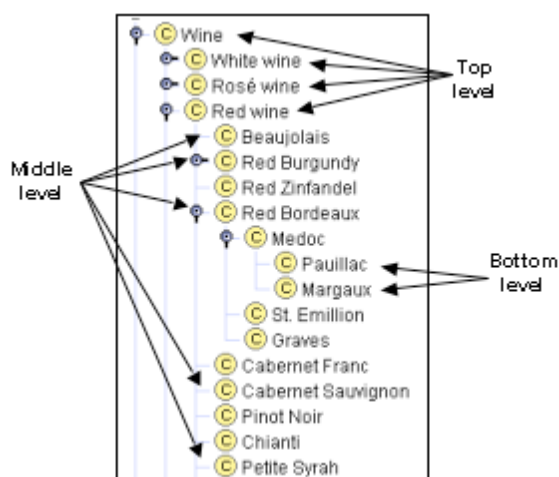 C Wine
C White wine
C Rosé wine
C Red wine
Top
level
C Beaujolais
C Red Burgundy
C Red Zinfandel
C Red Bordeaux
Middle
level
C Medoc
C Pauillac
C Margaux
Bottom
level
C St. Emillion
C Graves
C Cabernet Franc
C Cabernet Sauvignon
C Pinot Noir
C Chianti
C Petite Syrah